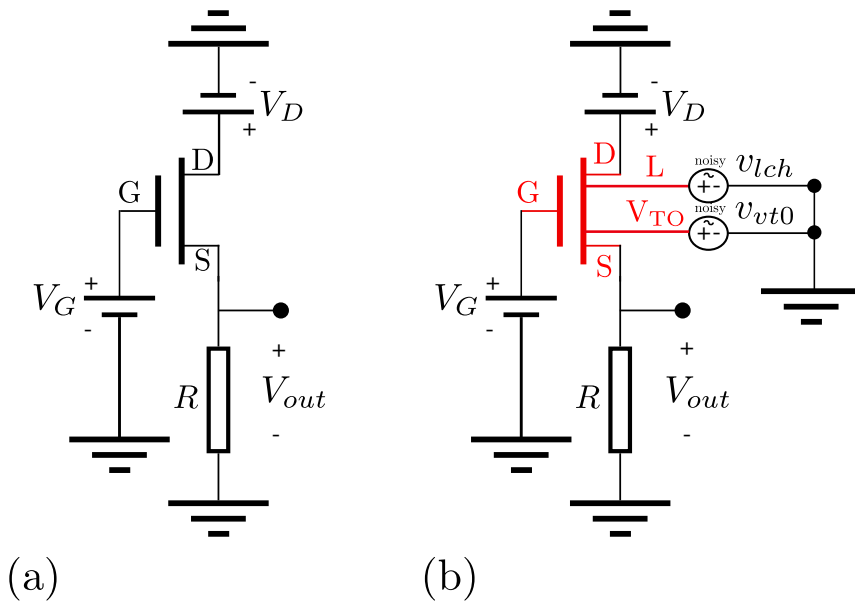 -
V_D
+
D
G
S
+
V_G
-
+
R
V_out
-
(a)
-
V_D
+
D
L
noisy
~
+-
v_lch
G
V_TO
noisy
~
+-
v_vt0
S
+
V_G
-
+
R
V_out
-
(b)